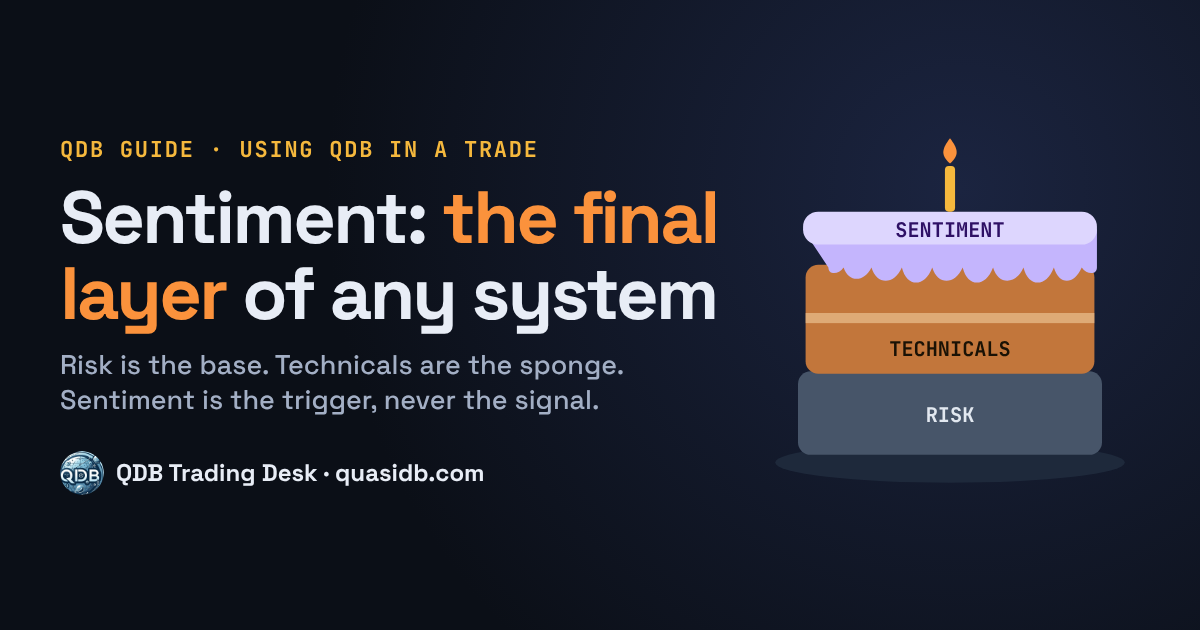 QDB GUIDE · USING QDB IN A TRADE
Sentiment: the final
layer of any system
Risk is the base. Technicals are the sponge.
Sentiment is the trigger, never the signal.
QDB
QDB Trading Desk · quasidb.com
SENTIMENT
TECHNICALS
RISK